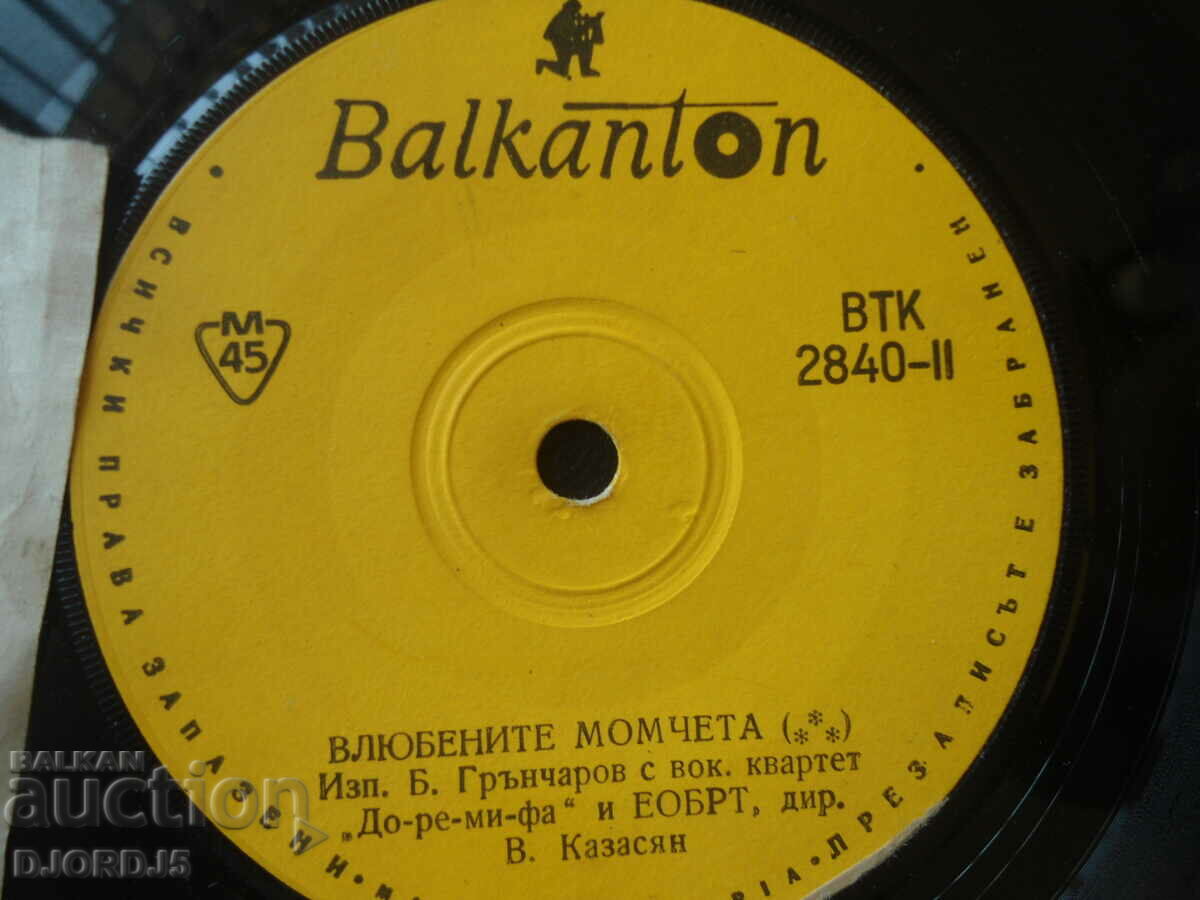 Balkanton
M
45
ВТК
2840-II
ВЛЮБЕНИТЕ МОМЧЕТА (***)
Изп. Б. Грънчаров с вок. квартет
„До-ре-ми-фа“ и ЕОБРТ, дир.
В. Казасян
• ВСИЧКИ ПРАВА ЗАПАЗЕНИ •
• ПРЕЗАПИСЪТ Е ЗАБРАНЕН •
BALKAN
auction
DJORDJ5